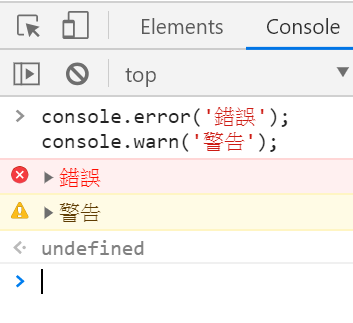 Elements Console
top
console.error('錯誤');
console.warn('警告');
錯誤
警告
undefined